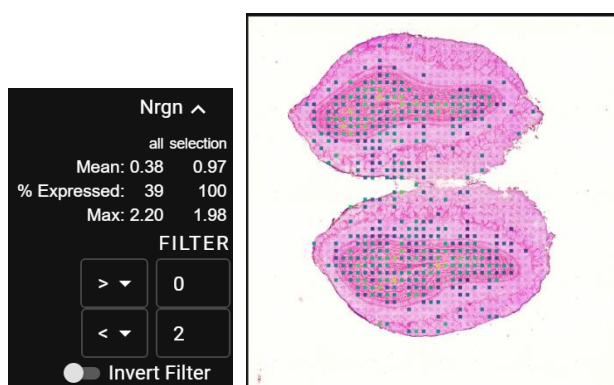 Nrgn
all selection
Mean: 0.38 0.97
% Expressed: 39 100
Max: 2.20 1.98
FILTER
> 0
< 2
Invert Filter